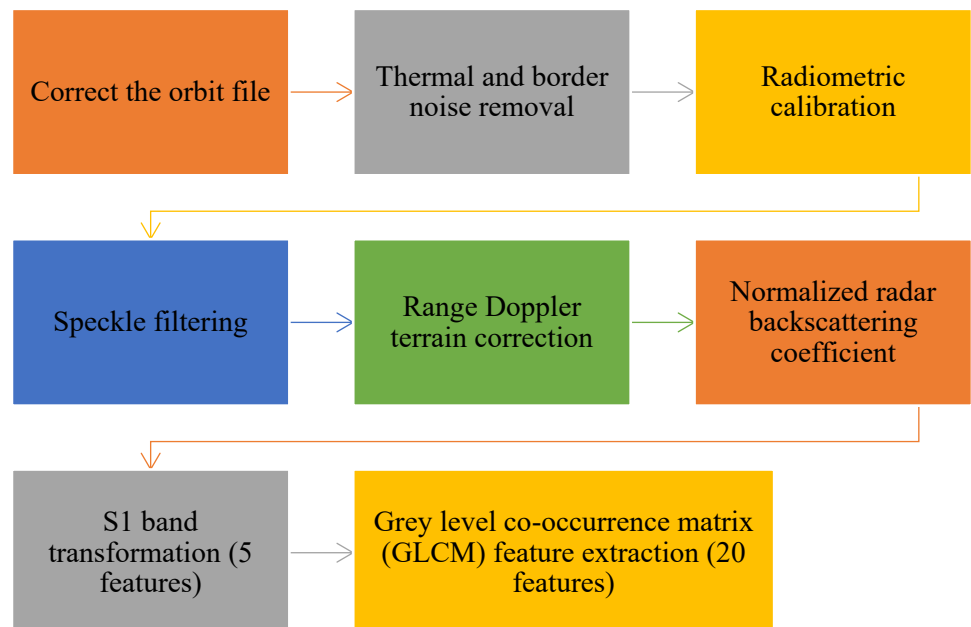 Correct the orbit file
Thermal and border
noise removal
Radiometric
calibration
Speckle filtering
Range Doppler
terrain correction
Normalized radar
backscattering
coefficient
S1 band
transformation (5
features)
Grey level co-occurrence matrix
(GLCM) feature extraction (20
features)